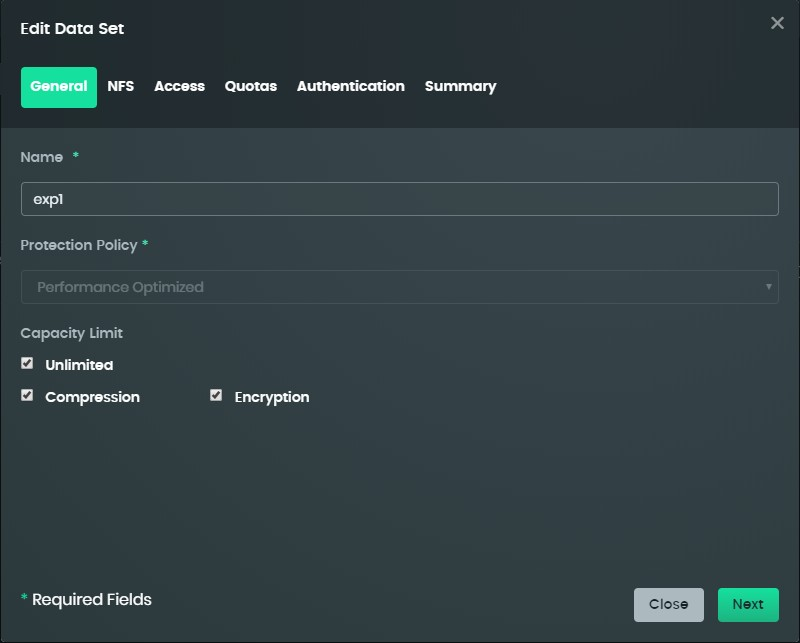 Edit Data Set
General NFS Access Quotas Authentication Summary
Name *
exp1
Protection Policy *
Performance Optimized
Capacity Limit
Unlimited
Compression Encryption
* Required Fields
Close Next